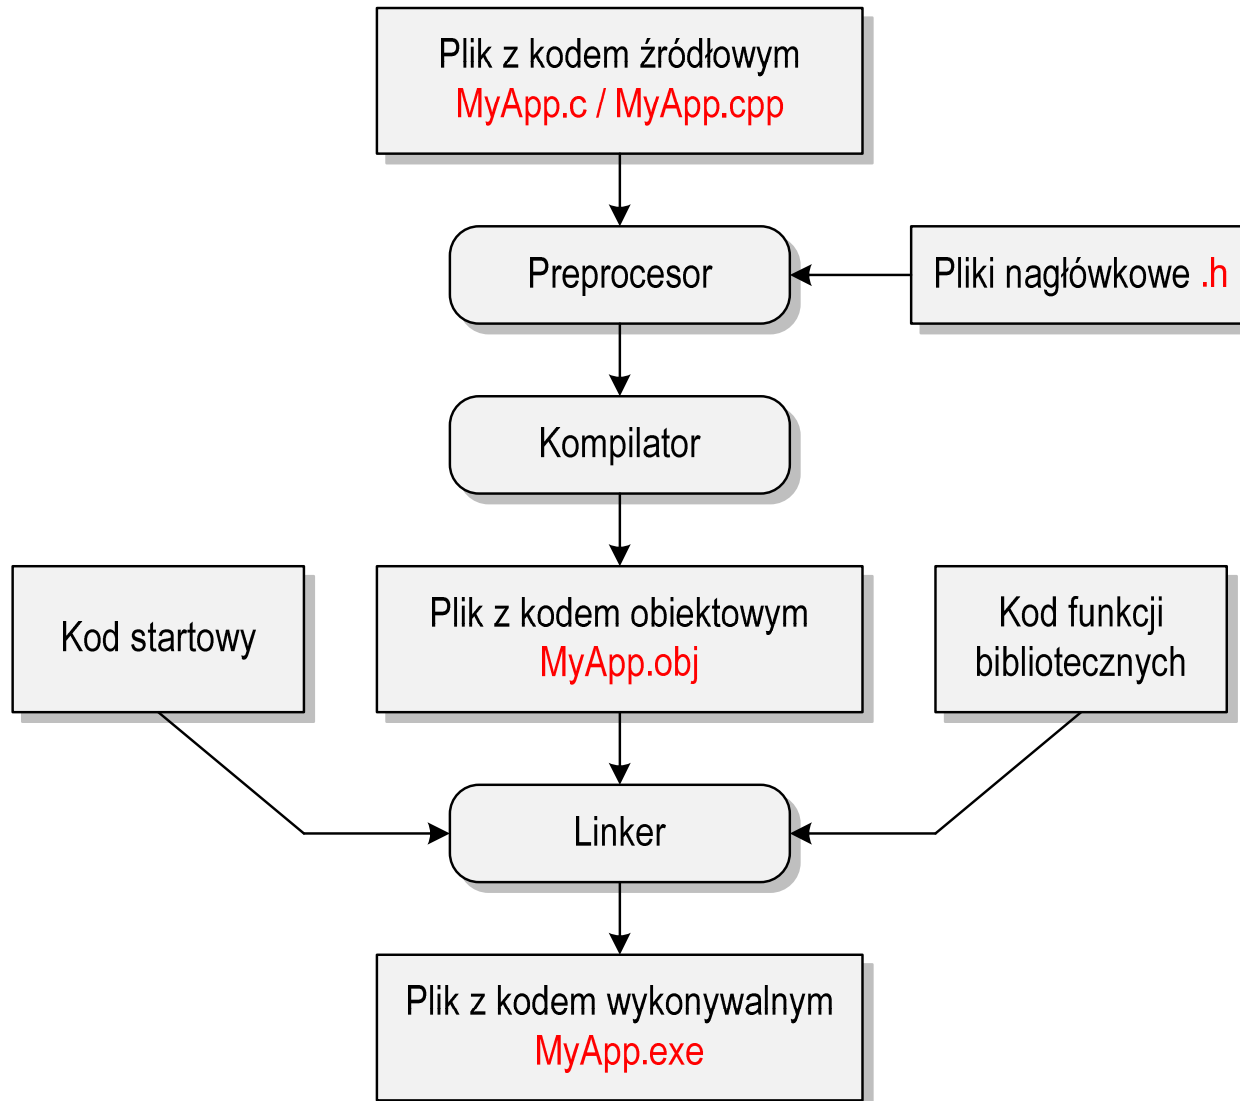 Plik z kodem źródłowym
MyApp.c / MyApp.cpp
Preprocesor
Pliki nagłówkowe .h
Kompilator
Kod startowy
Plik z kodem obiektowym
MyApp.obj
Kod funkcji
bibliotecznych
Linker
Plik z kodem wykonywalnym
MyApp.exe